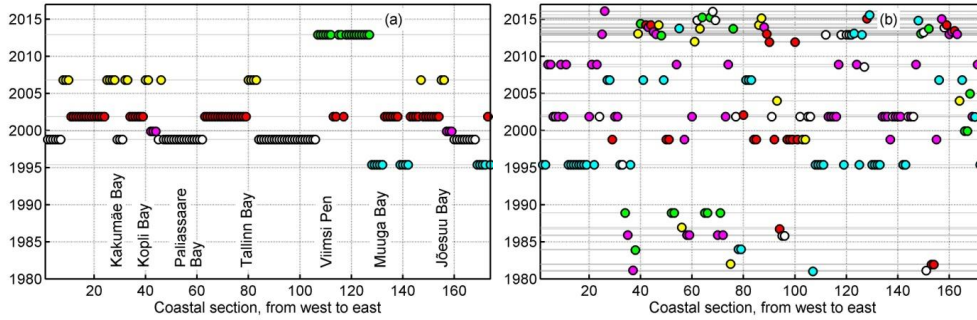 (a)
2015
2010
2005
2000
1995
1990
1985
1980
Kakumäe Bay
Kopli Bay
Paliassaare
Bay
Tallinn Bay
Viimsi Pen
Muuga Bay
Jõesuu Bay
20 40 60 80 100 120 140 160
Coastal section, from west to east
(b)
2015
2010
2005
2000
1995
1990
1985
1980
20 40 60 80 100 120 140 160
Coastal section, from west to east